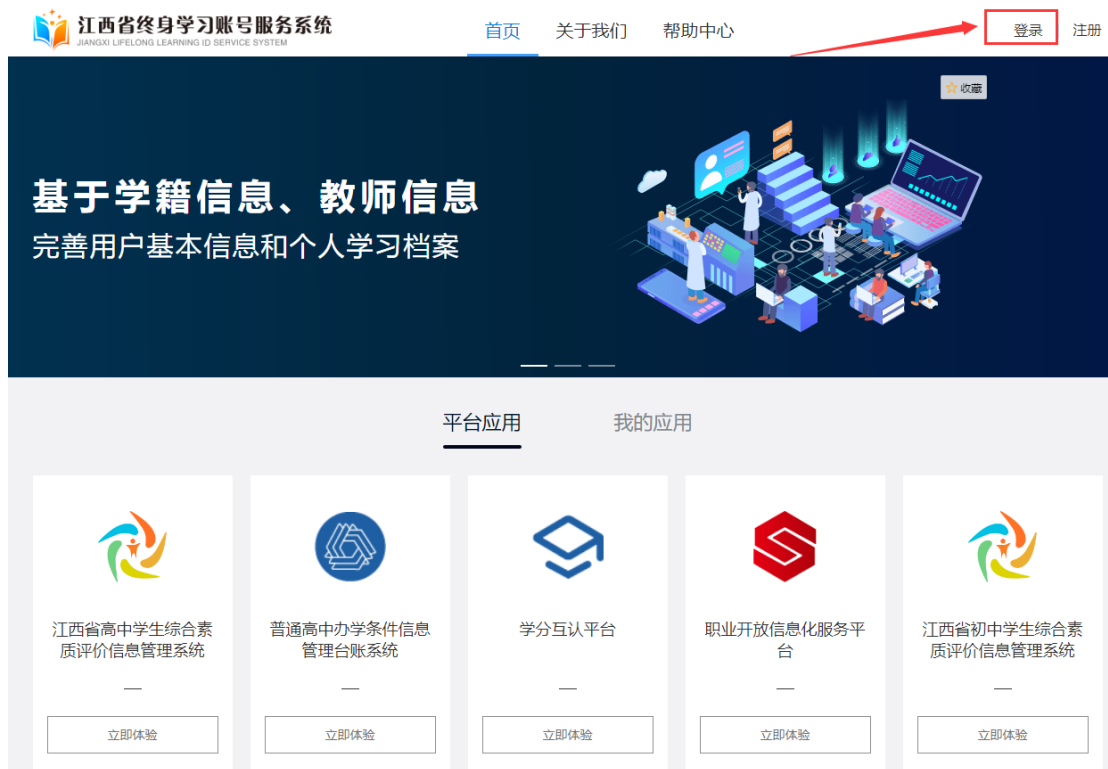 江西省终身学习账号服务系统
JIANGXI LIFELONG LEARNING ID SERVICE SYSTEM
首页 关于我们 帮助中心 登录 注册
收藏
基于学籍信息、教师信息
完善用户基本信息和个人学习档案
平台应用 我的应用
江西省高中学生综合素
质评价信息管理系统
立即体验
普通高中办学条件信息
管理台账系统
立即体验
学分互认平台
立即体验
职业开放信息化服务平
台
立即体验
江西省初中学生综合素
质评价信息管理系统
立即体验